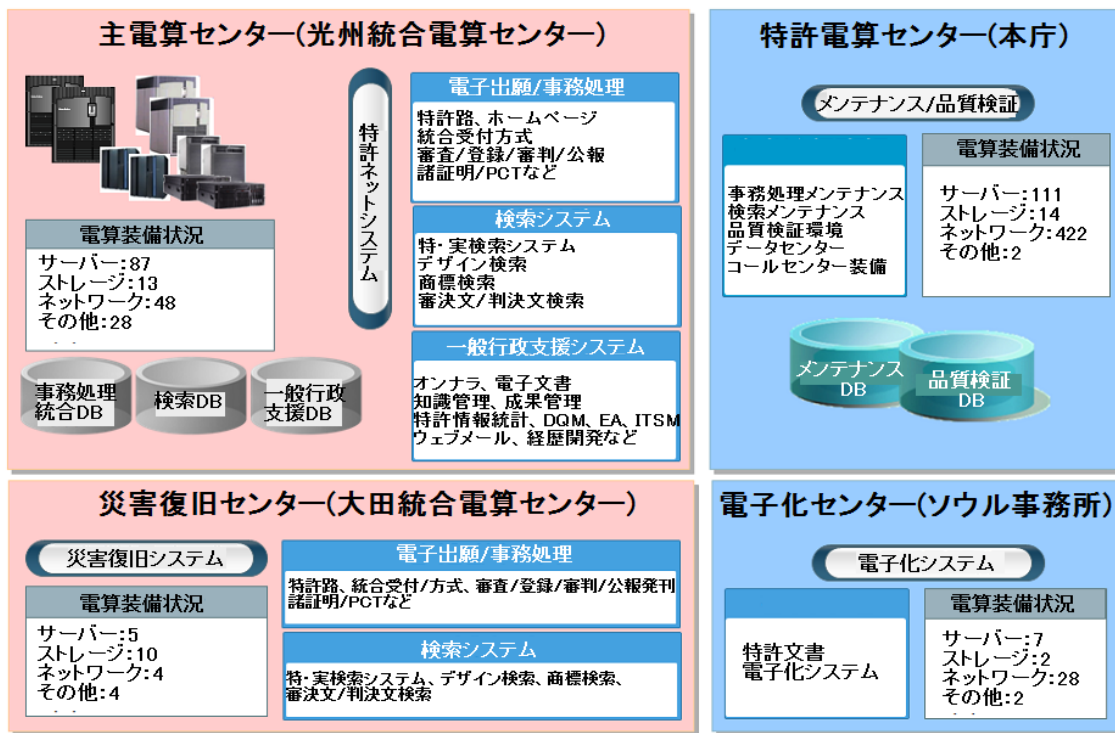 主電算センター(光州統合電算センター)
特許ネットシステム
電算装備状況
サーバー:87
ストレージ:13
ネットワーク:48
その他:28
事務処理
統合DB
検索DB
一般行政
支援DB
電子出願/事務処理
特許路、ホームページ
統合受付方式
審査/登録/審判/公報
諸証明/PCTなど
検索システム
特・実検索システム
デザイン検索
商標検索
審決文/判決文検索
一般行政支援システム
オンナラ、電子文書
知識管理、成果管理
特許情報統計、DQM、EA、ITSM
ウェブメール、経歴開発など
特許電算センター(本庁)
メンテナンス/品質検証
事務処理メンテナンス
検索メンテナンス
品質検証環境
データセンター
コールセンター装備
電算装備状況
サーバー:111
ストレージ:14
ネットワーク:422
その他:2
メンテナンス
DB
品質検証
DB
災害復旧センター(大田統合電算センター)
災害復旧システム
電算装備状況
サーバー:5
ストレージ:10
ネットワーク:4
その他:4
電子出願/事務処理
特許路、統合受付/方式、審査/登録/審判/公報発刊
諸証明/PCTなど
検索システム
特・実検索システム、デザイン検索、商標検索、
審決文/判決文検索
電子化センター(ソウル事務所)
電子化システム
特許文書
電子化システム
電算装備状況
サーバー:7
ストレージ:2
ネットワーク:28
その他:2